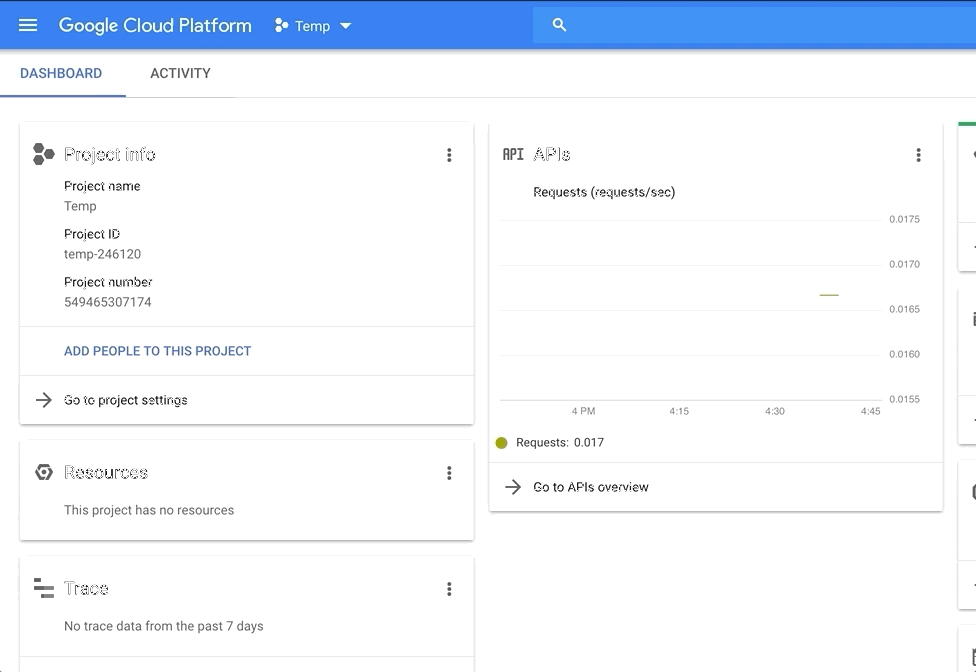 Google Cloud Platform Temp
DASHBOARD ACTIVITY
Project info
Project name
Temp
Project ID
temp-246120
Project number
549465307174
ADD PEOPLE TO THIS PROJECT
Go to project settings
Resources
This project has no resources
Trace
No trace data from the past 7 days
API APIs
Requests (requests/sec)
0.0175
0.0170
0.0165
0.0160
0.0155
4 PM 4:15 4:30 4:45
Requests: 0.017
Go to APIs overview